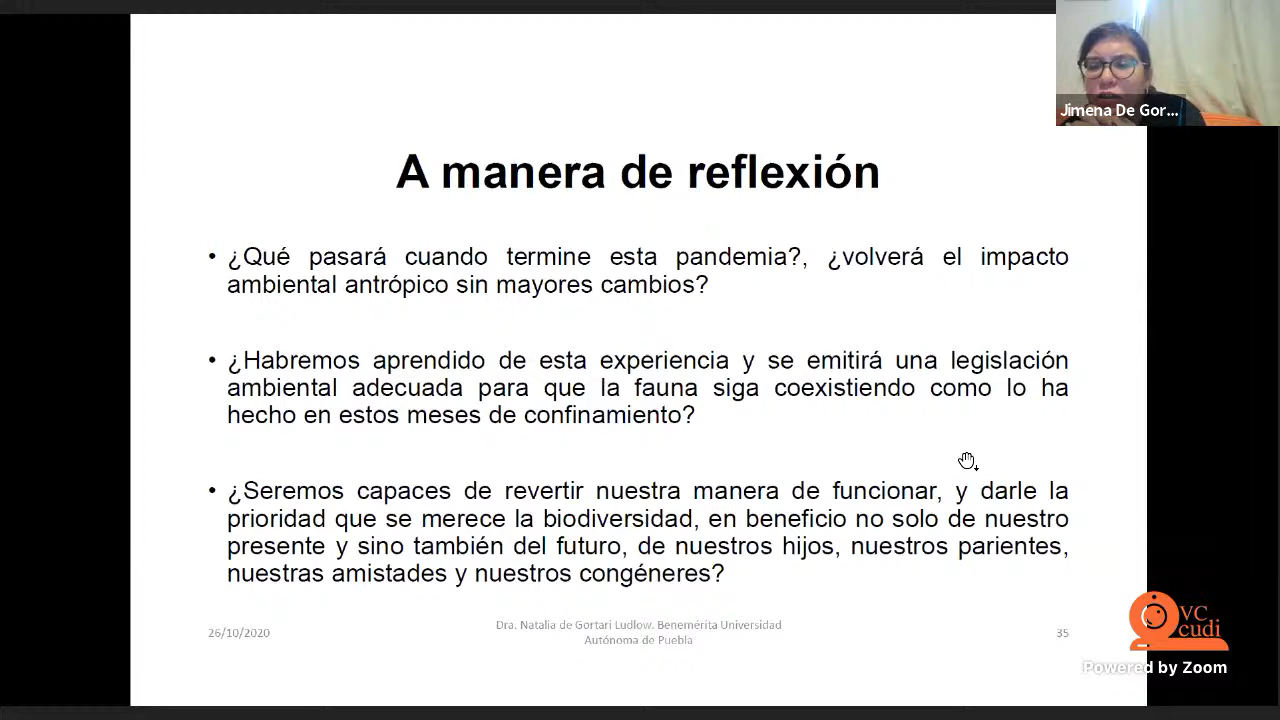 Jimena De Gor...
A manera de reflexión
• ¿Qué pasará cuando termine esta pandemia?, ¿volverá el impacto
ambiental antrópico sin mayores cambios?
• ¿Habremos aprendido de esta experiencia y se emitirá una legislación
ambiental adecuada para que la fauna siga coexistiendo como lo ha
hecho en estos meses de confinamiento?
• ¿Seremos capaces de revertir nuestra manera de funcionar, y darle la
prioridad que se merece la biodiversidad, en beneficio no solo de nuestro
presente y sino también del futuro, de nuestros hijos, nuestros parientes,
nuestras amistades y nuestros congéneres?
26/10/2020
Dra. Natalia de Gortari Ludlow. Benemérita Universidad
Autónoma de Puebla
35
VC
cudi
Powered by Zoom